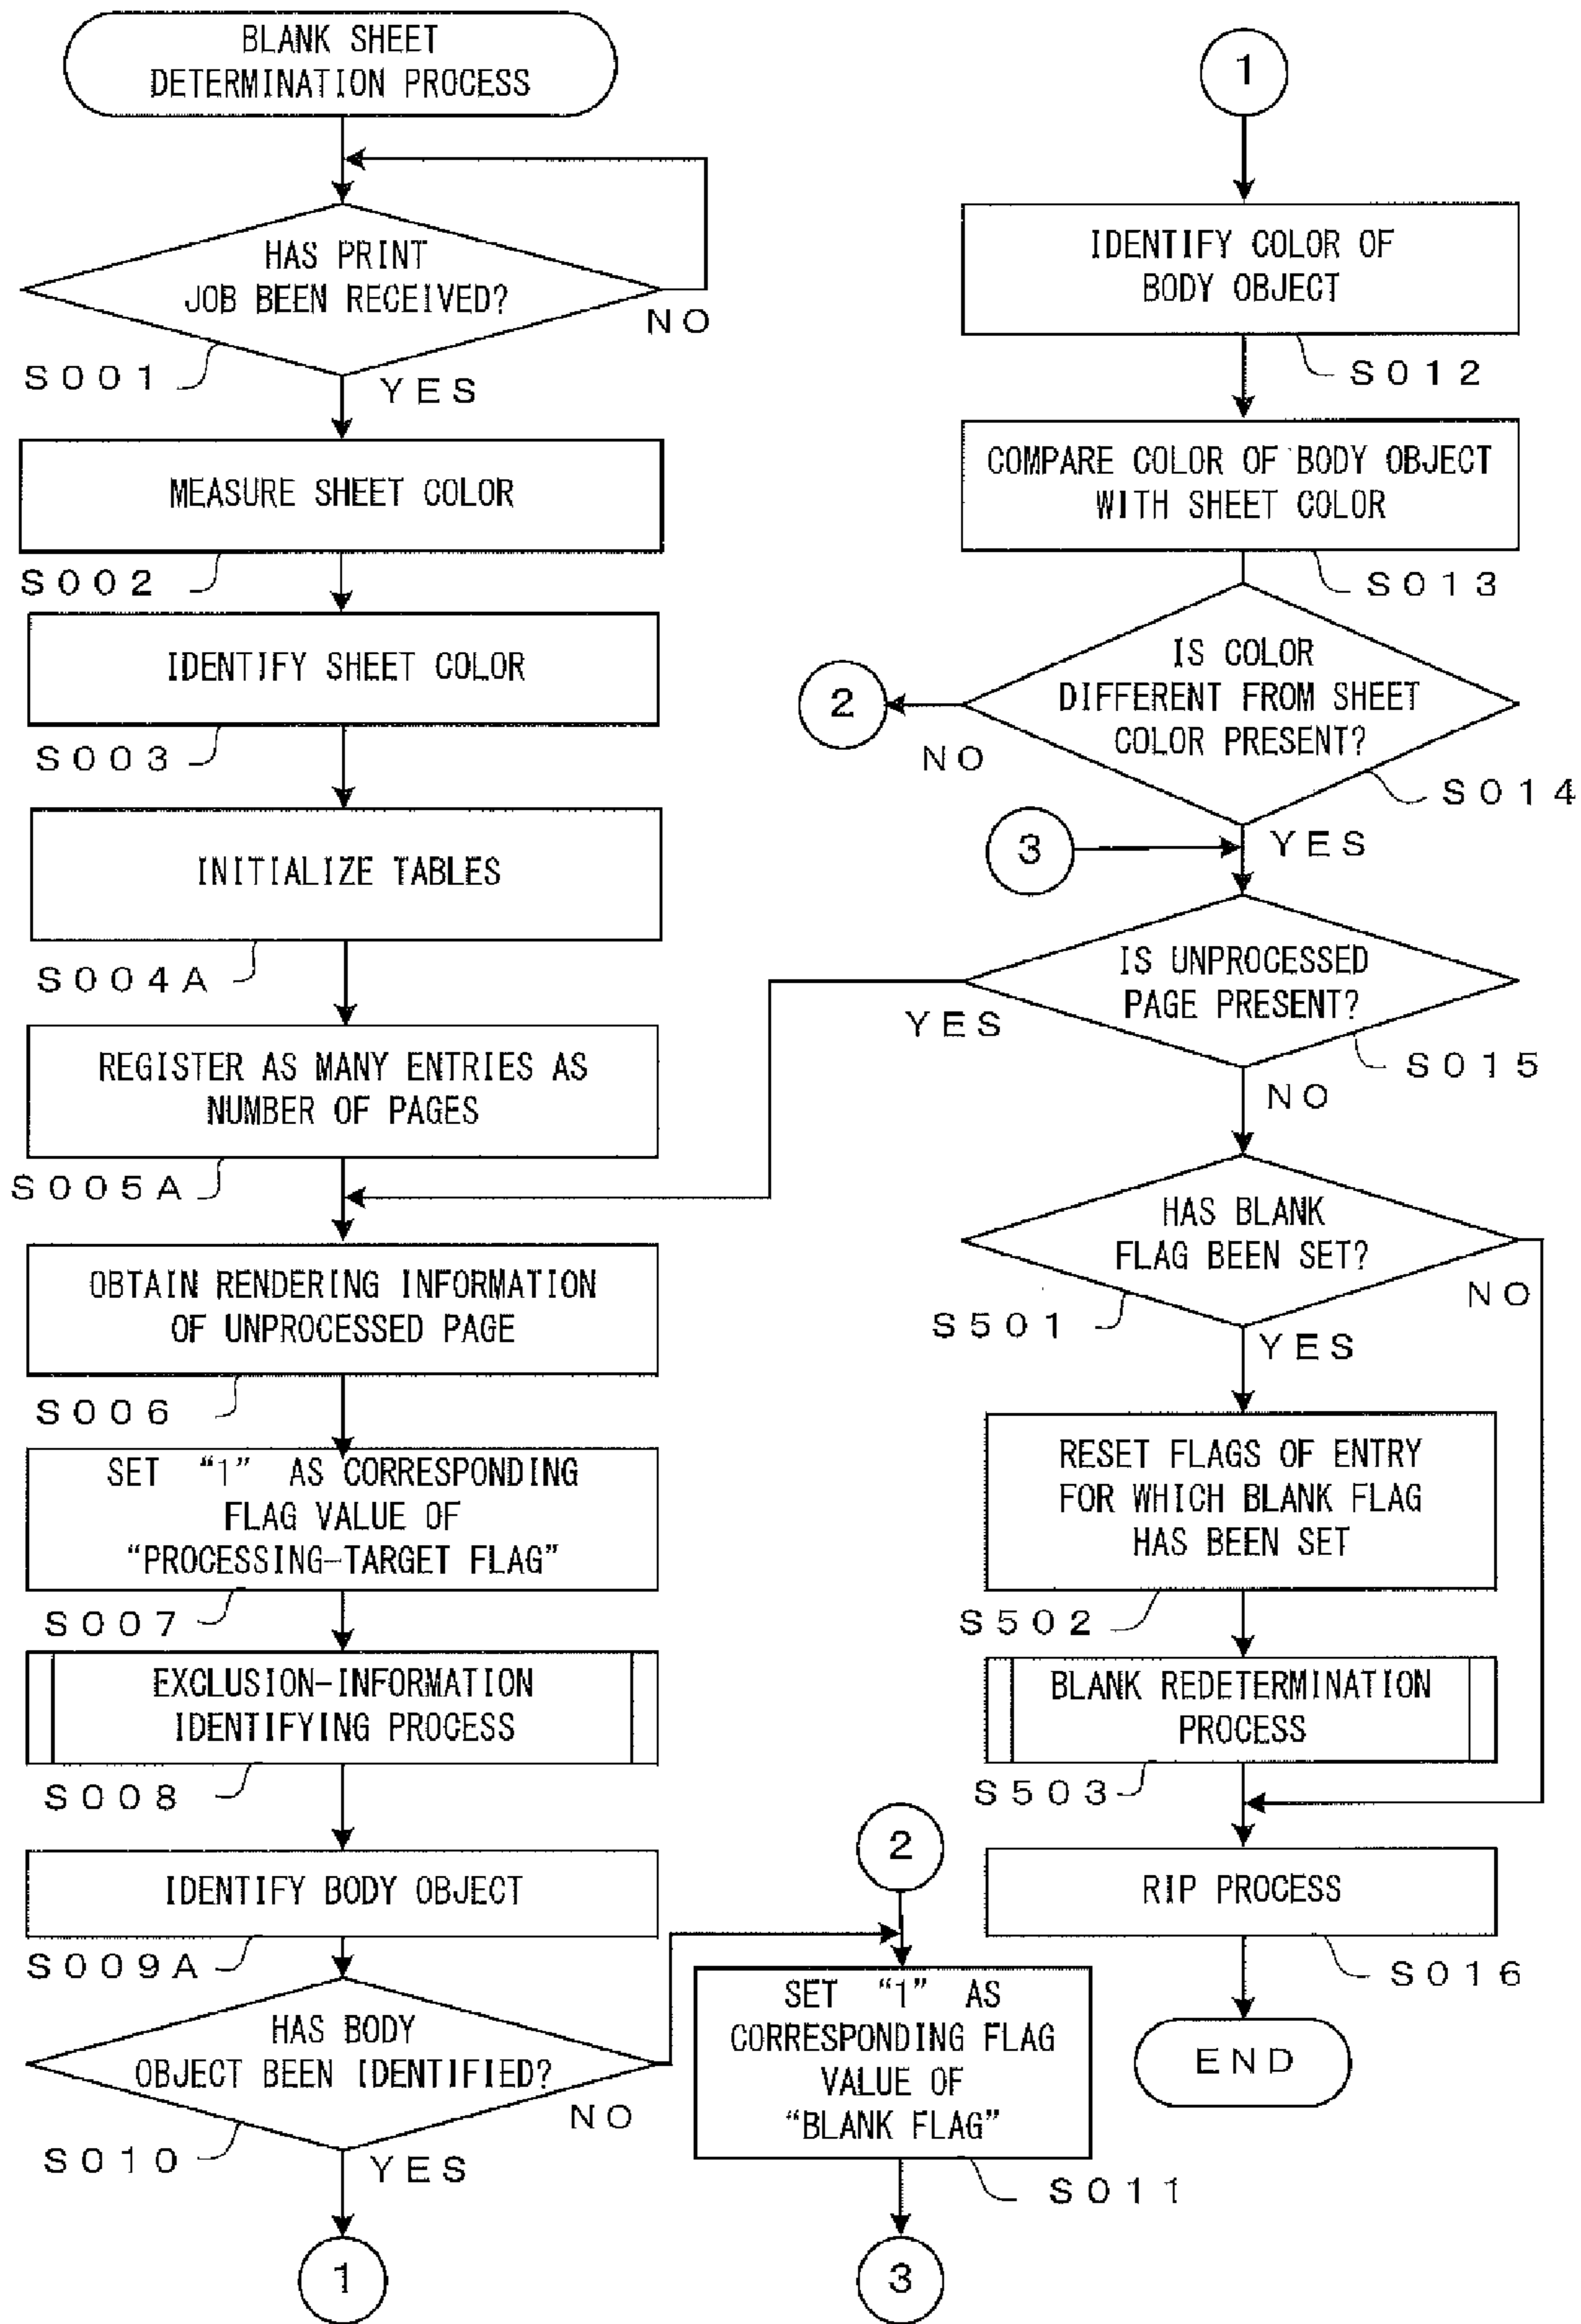 BLANK SHEET
DETERMINATION PROCESS
HAS PRINT
JOB BEEN RECEIVED?
NO
S001
YES
MEASURE SHEET COLOR
S002
IDENTIFY SHEET COLOR
S003
INITIALIZE TABLES
S004A
REGISTER AS MANY ENTRIES AS
NUMBER OF PAGES
S005A
OBTAIN RENDERING INFORMATION
OF UNPROCESSED PAGE
S006
SET “1” AS CORRESPONDING
FLAG VALUE OF
“PROCESSING-TARGET FLAG”
S007
EXCLUSION-INFORMATION
IDENTIFYING PROCESS
S008
IDENTIFY BODY OBJECT
S009A
HAS BODY
OBJECT BEEN IDENTIFIED?
NO
S010
YES
1
2
SET “1” AS
CORRESPONDING FLAG
VALUE OF
“BLANK FLAG”
S011
3
1
IDENTIFY COLOR OF
BODY OBJECT
S012
COMPARE COLOR OF BODY OBJECT
WITH SHEET COLOR
S013
IS COLOR
DIFFERENT FROM SHEET
COLOR PRESENT?
2
NO
S014
3
YES
IS UNPROCESSED
PAGE PRESENT?
YES
S015
NO
HAS BLANK
FLAG BEEN SET?
NO
S501
YES
RESET FLAGS OF ENTRY
FOR WHICH BLANK FLAG
HAS BEEN SET
S502
BLANK REDETERMINATION
PROCESS
S503
RIP PROCESS
S016
END